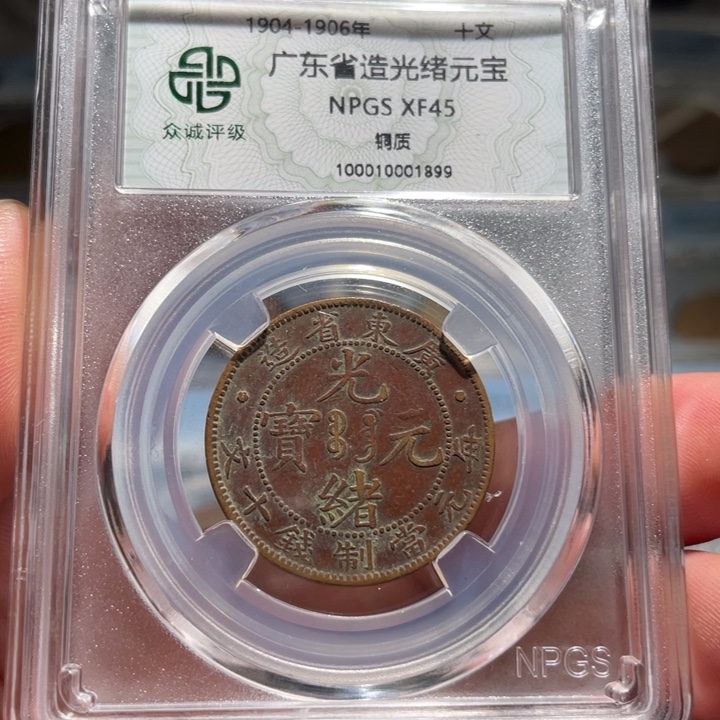 1904-1906年 十文
广东省造光绪元宝
NPGS XF45
铜质
100010001899
众诚评级
廣東省造
光緒元寶
每元當制錢十文
NPGS